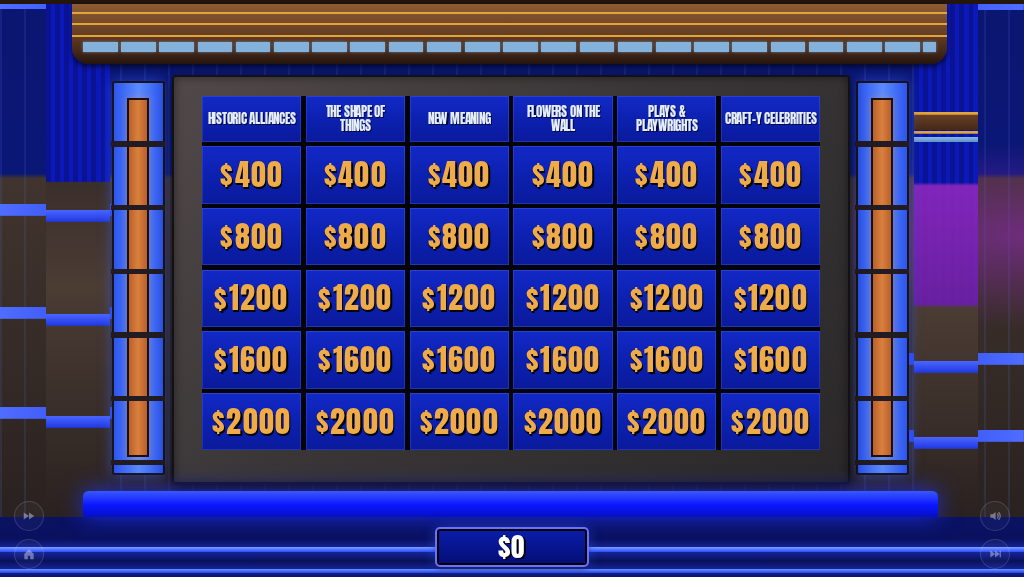 HISTORIC ALLIANCES
THE SHAPE OF
THINGS
NEW MEANING
FLOWERS ON THE
WALL
PLAYS &
PLAYWRIGHTS
CRAFT-Y CELEBRITIES
$400 $400 $400 $400 $400 $400
$800 $800 $800 $800 $800 $800
$1200 $1200 $1200 $1200 $1200 $1200
$1600 $1600 $1600 $1600 $1600 $1600
$2000 $2000 $2000 $2000 $2000 $2000
$0